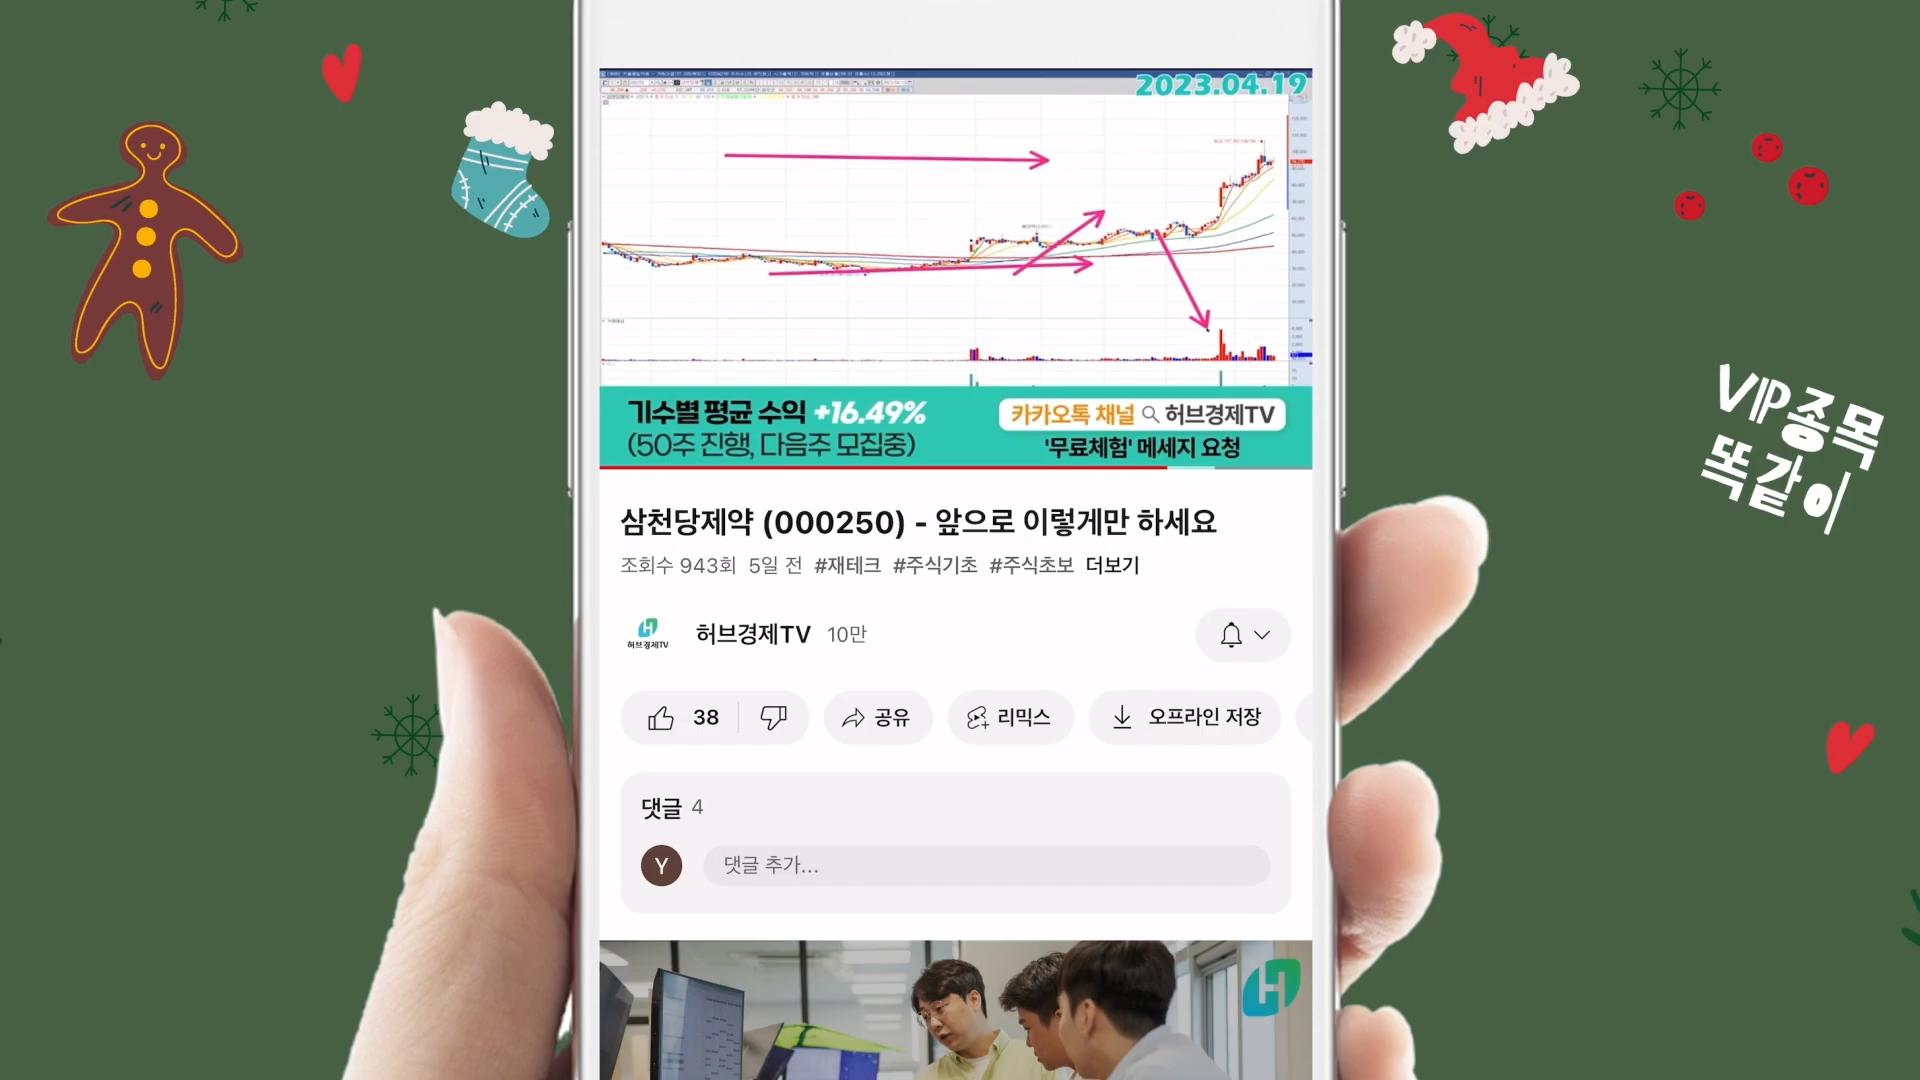 2023.04.19
기수별 평균 수익 +16.49%
(50주 진행, 다음주 모집중)
카카오톡 채널 허브경제TV
'무료체험' 메세지 요청
삼천당제약 (000250) - 앞으로 이렇게만 하세요
조회수 943회 5일 전 #재테크 #주식기초 #주식초보 더보기
허브경제TV
허브경제TV 10만
38
공유
리믹스
오프라인 저장
댓글 4
Y
댓글 추가...
H
VIP종목
똑같이